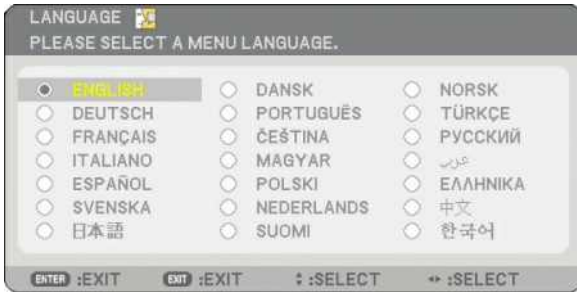 LANGUAGE
PLEASE SELECT A MENU LANGUAGE.
ENGLISH DANSK NORSK
DEUTSCH PORTUGUÊS TÜRKÇE
FRANÇAIS ČEŠTINA РУССКИЙ
ITALIANO MAGYAR عربي
ESPAÑOL POLSKI ΕΛΛΗΝΙΚΑ
SVENSKA NEDERLANDS 中文
日本語 SUOMI 한국어
ENTER :EXIT EXIT :EXIT :SELECT :SELECT